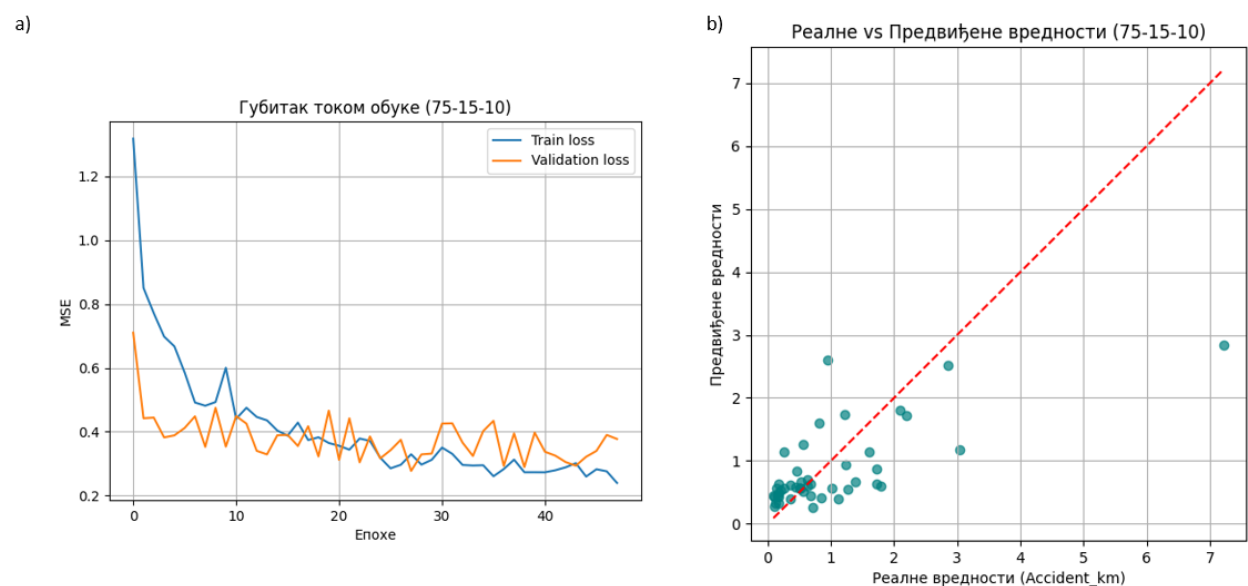 a)
Губитак током обуке (75-15-10)
Train loss
Validation loss
1.2
1.0
0.8
0.6
0.4
0.2
MSE
0
10
20
30
40
Епохе
b)
Реалне vs Предвиђене вредности (75-15-10)
7
6
5
4
3
2
1
0
Предвиђене вредности
0
1
2
3
4
5
6
7
Реалне вредности (Accident_km)